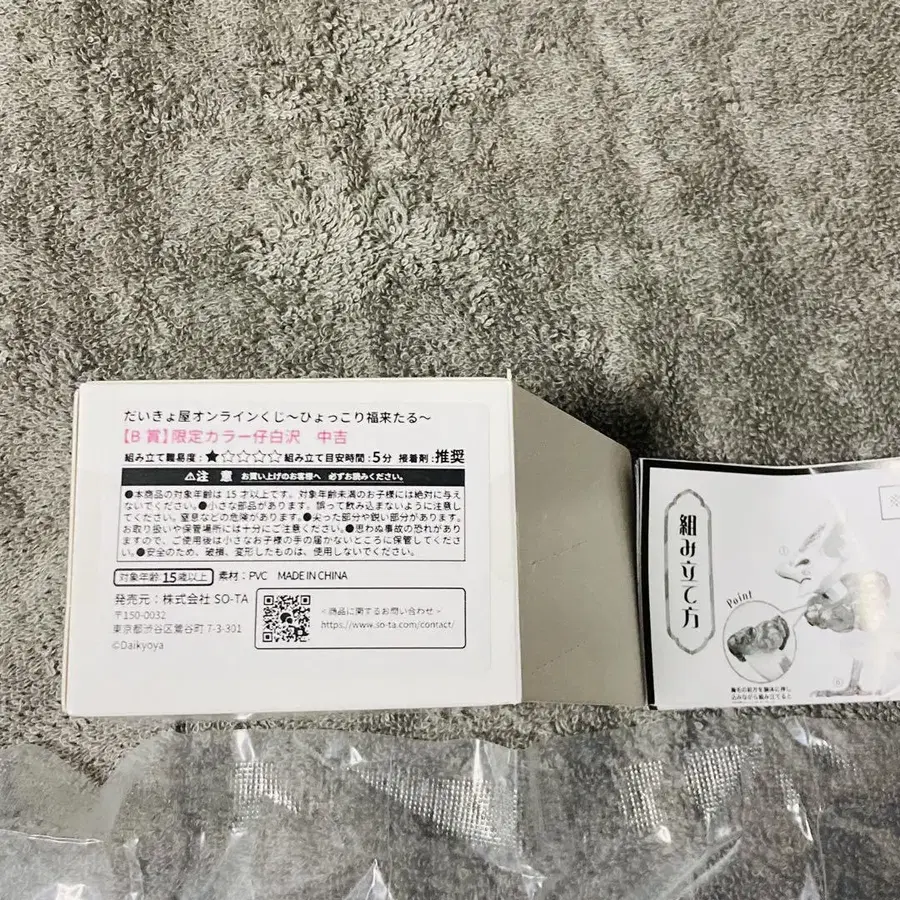 だいきょ屋オンラインくじ〜ひょっこり福来たる〜
【B賞】限定カラー仔白沢 中吉
組み立て難易度:★☆☆☆☆組み立て目安時間:5分 接着剤:推奨
⚠注 意 お買い上げのお客様へ 必ずお読みください。
●本商品の対象年齢は15才以上です。対象年齢未満のお子様には絶対に与え
ないでください。●小さな部品があります。誤って飲み込まないように注意し
てください。窒息などの危険があります。●尖った部分や鋭い部分があります。
お取り扱いや保管場所には十分にご注意ください。●思わぬ事故の恐れがあり
ますので、ご使用後は小さなお子様の手の届かないところに保管してくださ
い。●安全のため、破損、変形したものは、使用しないでください。
対象年齢15歳以上 素材:PVC MADE IN CHINA
発売元:株式会社 SO-TA
〒150-0032
東京都渋谷区鶯谷町7-3-301
©Daikyoya
<商品に関するお問い合わせ>
https://www.so-ta.com/contact/
組み立て方
Point